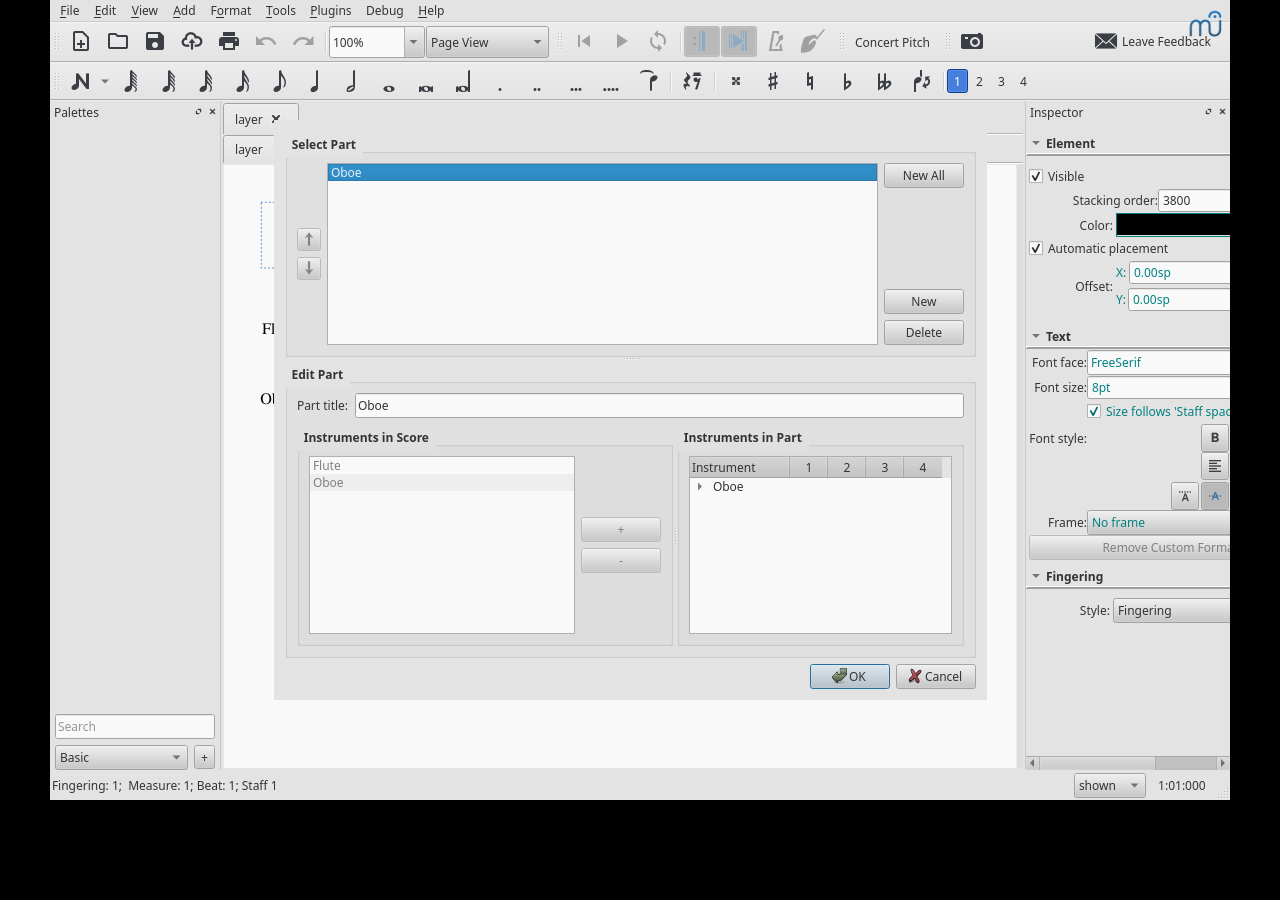 File Edit View Add Format Tools Plugins Debug Help
100% Page View Concert Pitch Leave Feedback
1 2 3 4
Palettes
layer
layer
Select Part
Oboe
New All
New
Delete
Edit Part
Part title: Oboe
Instruments in Score
Flute
Oboe
+
-
Instruments in Part
Instrument 1 2 3 4
Oboe
OK Cancel
Inspector
Element
Visible
Stacking order: 3800
Color:
Automatic placement
Offset:
X: 0.00sp
Y: 0.00sp
Text
Font face: FreeSerif
Font size: 8pt
Size follows 'Staff spac
Font style:
B
Frame: No frame
Remove Custom Forma
Fingering
Style: Fingering
Search
Basic +
Fingering: 1; Measure: 1; Beat: 1; Staff 1
shown 1:01:000